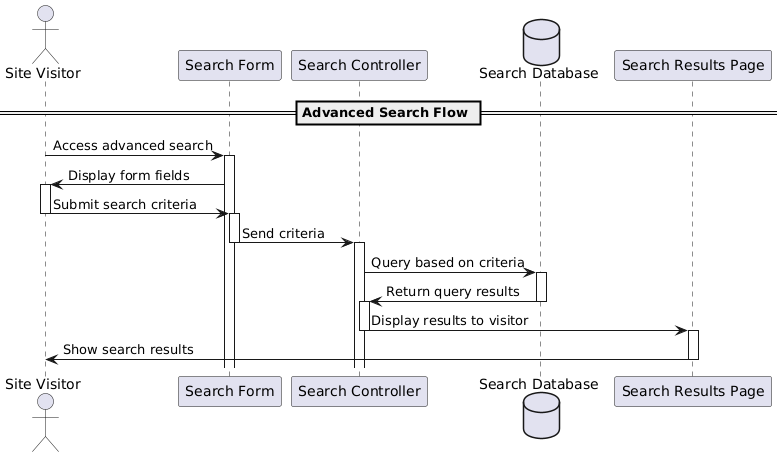 Site Visitor
Search Form
Search Controller
Search Database
Search Results Page
Advanced Search Flow
Access advanced search
Display form fields
Submit search criteria
Send criteria
Query based on criteria
Return query results
Display results to visitor
Show search results
Site Visitor
Search Form
Search Controller
Search Database
Search Results Page